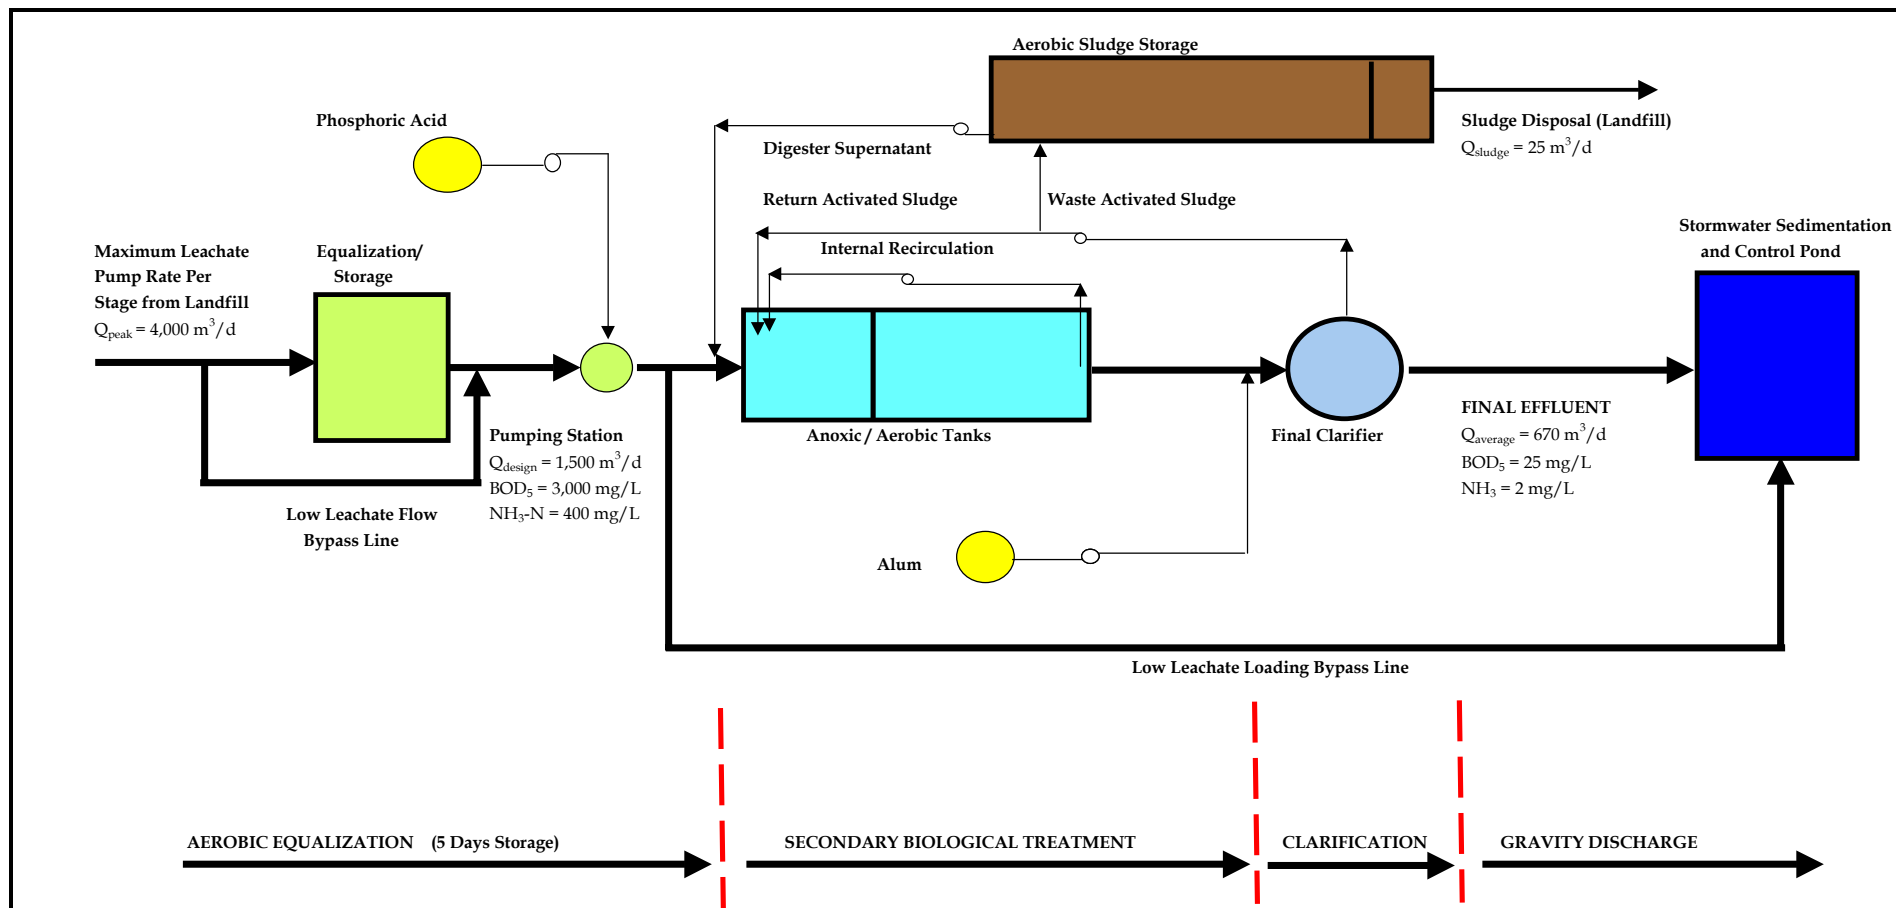 Aerobic Sludge Storage
Phosphoric Acid
Digester Supernatant
Sludge Disposal (Landfill)
Q_sludge = 25 m³/d
Return Activated Sludge
Waste Activated Sludge
Internal Recirculation
Maximum Leachate
Pump Rate Per
Stage from Landfill
Q_peak = 4,000 m³/d
Equalization/
Storage
Stormwater Sedimentation
and Control Pond
Pumping Station
Q_design = 1,500 m³/d
BOD₅ = 3,000 mg/L
NH₃-N = 400 mg/L
Anoxic / Aerobic Tanks
Final Clarifier
FINAL EFFLUENT
Q_average = 670 m³/d
BOD₅ = 25 mg/L
NH₃ = 2 mg/L
Low Leachate Flow
Bypass Line
Alum
Low Leachate Loading Bypass Line
AEROBIC EQUALIZATION (5 Days Storage)
SECONDARY BIOLOGICAL TREATMENT
CLARIFICATION
GRAVITY DISCHARGE